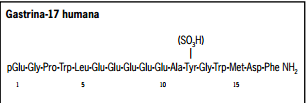 Gastrina-17 humana
(SO₃H)
pGlu-Gly-Pro-Trp-Leu-Glu-Glu-Glu-Glu-Glu-Ala-Tyr-Gly-Trp-Met-Asp-Phe NH₂
1 5 10 15